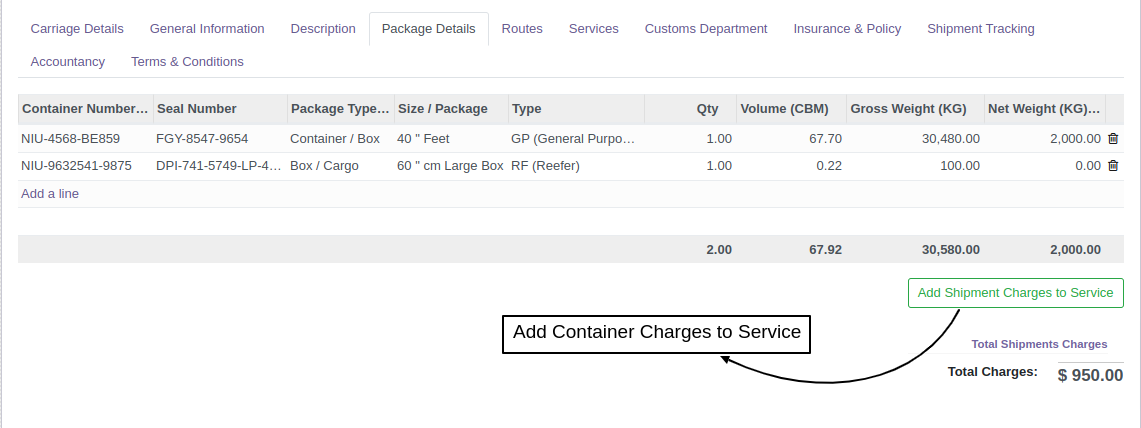 Carriage Details General Information Description Package Details Routes Services Customs Department Insurance & Policy Shipment Tracking
Accountancy Terms & Conditions
Container Number... Seal Number Package Type... Size / Package Type Qty Volume (CBM) Gross Weight (KG) Net Weight (KG)...
NIU-4568-BE859 FGY-8547-9654 Container / Box 40 " Feet GP (General Purpo... 1.00 67.70 30,480.00 2,000.00
NIU-9632541-9875 DPI-741-5749-LP-4... Box / Cargo 60 " cm Large Box RF (Reefer) 1.00 0.22 100.00 0.00
Add a line
2.00 67.92 30,580.00 2,000.00
Add Shipment Charges to Service
Add Container Charges to Service
Total Shipments Charges
Total Charges: $ 950.00